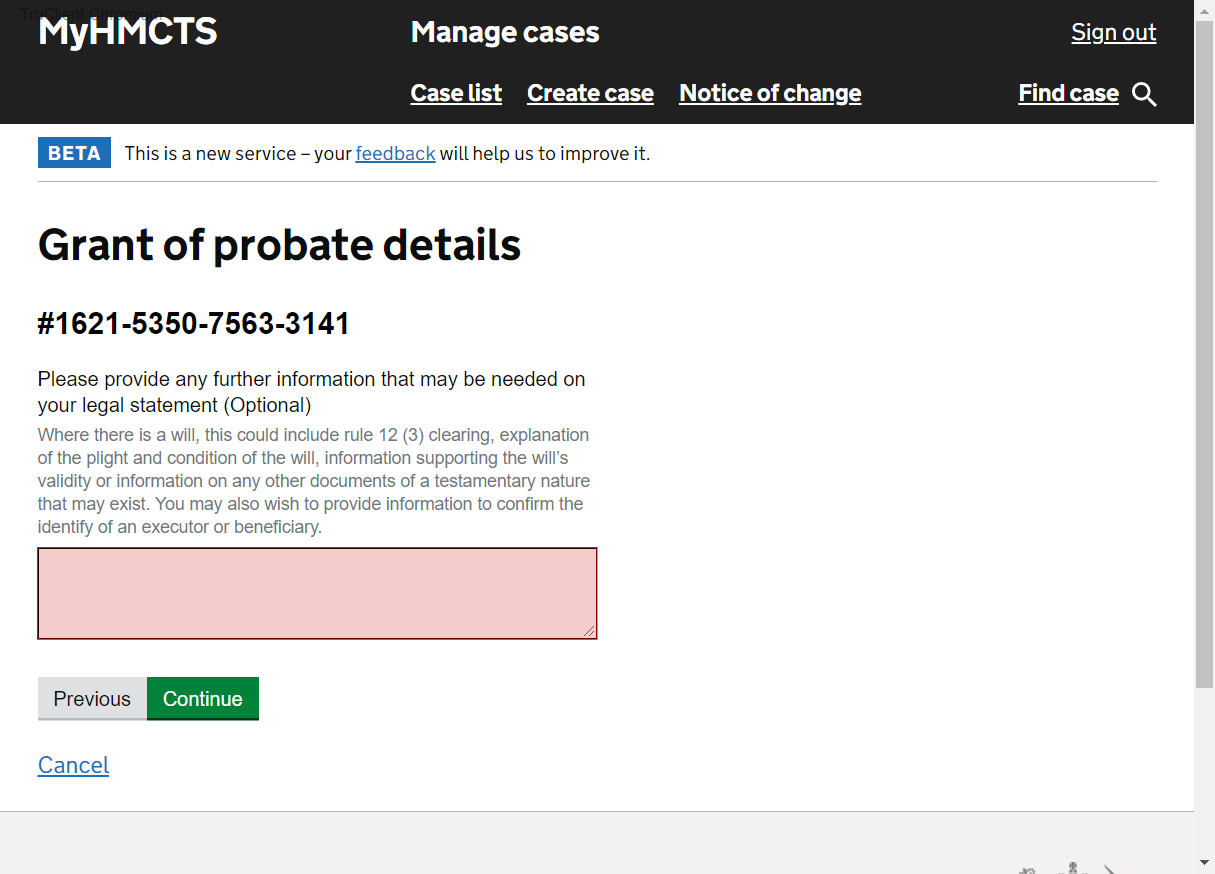 TruClient Chromium
MyHMCTS
Manage cases
Sign out
Case list Create case Notice of change Find case
BETA This is a new service – your feedback will help us to improve it.
Grant of probate details
#1621-5350-7563-3141
Please provide any further information that may be needed on
your legal statement (Optional)
Where there is a will, this could include rule 12 (3) clearing, explanation
of the plight and condition of the will, information supporting the will’s
validity or information on any other documents of a testamentary nature
that may exist. You may also wish to provide information to confirm the
identify of an executor or beneficiary.
Previous Continue
Cancel